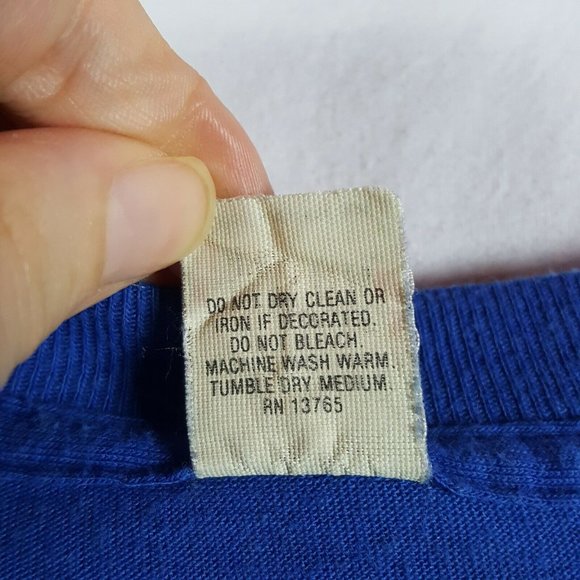 DO NOT DRY CLEAN OR
IRON IF DECORATED.
DO NOT BLEACH.
MACHINE WASH WARM.
TUMBLE DRY MEDIUM.
RN 13765